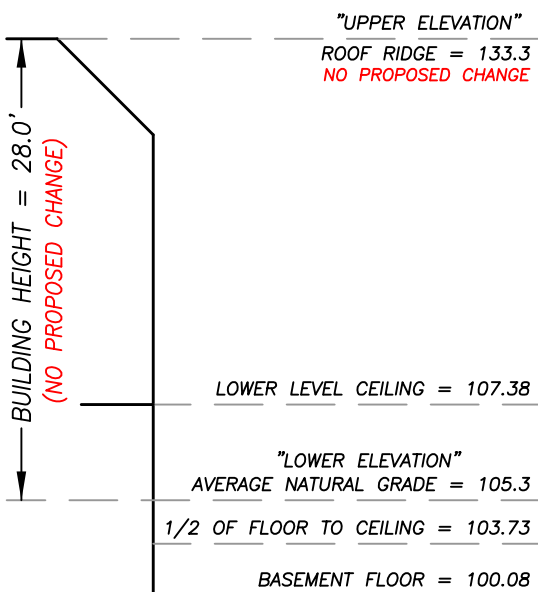 "UPPER ELEVATION"
ROOF RIDGE = 133.3
NO PROPOSED CHANGE
BUILDING HEIGHT = 28.0'
(NO PROPOSED CHANGE)
LOWER LEVEL CEILING = 107.38
"LOWER ELEVATION"
AVERAGE NATURAL GRADE = 105.3
1/2 OF FLOOR TO CEILING = 103.73
BASEMENT FLOOR = 100.08